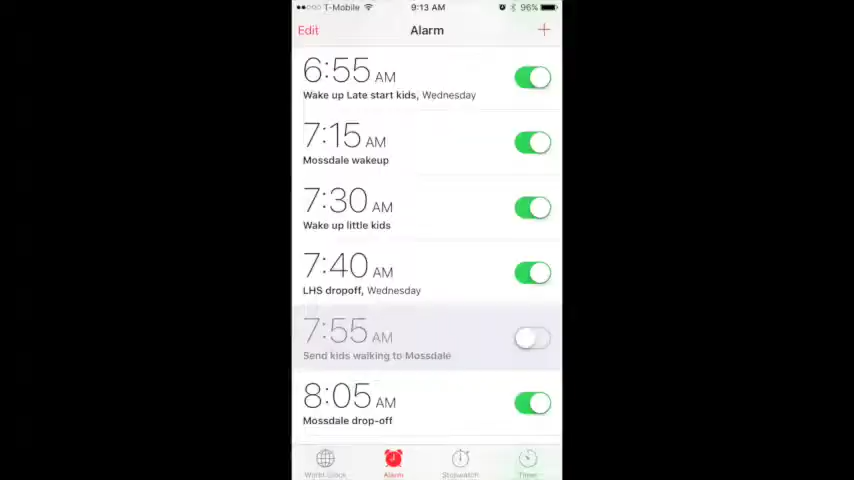 T-Mobile 9:13 AM 96%
Edit Alarm +
6:55 AM
Wake up Late start kids, Wednesday
7:15 AM
Mossdale wakeup
7:30 AM
Wake up little kids
7:40 AM
LHS dropoff, Wednesday
7:55 AM
Send kids walking to Mossdale
8:05 AM
Mossdale drop-off
World Clock Alarm Stopwatch Timer